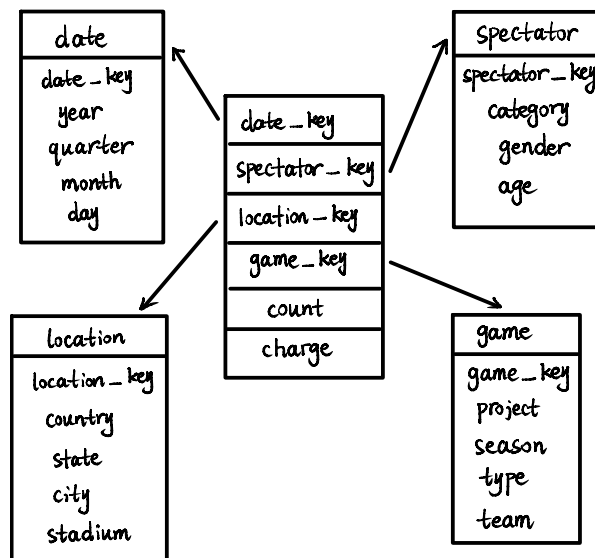 date
date_key
year
quarter
month
day
spectator
spectator_key
category
gender
age
date_key
spectator_key
location_key
game_key
count
charge
location
location_key
country
state
city
stadium
game
game_key
project
season
type
team